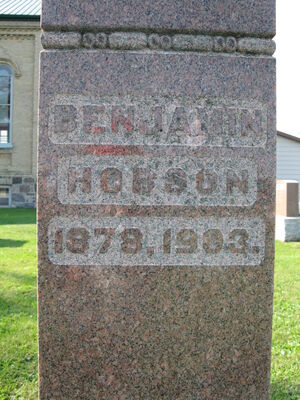 BENJAMIN
HOBSON
1878. 1903.